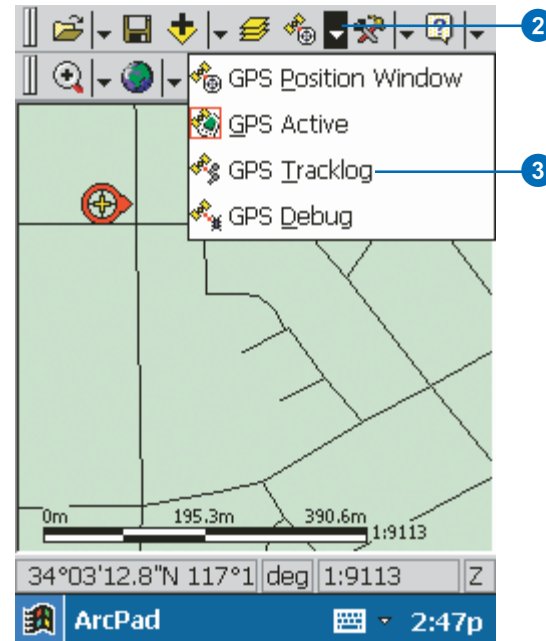 2
GPS Position Window
GPS Active
GPS Tracklog
3
GPS Debug
0m 195.3m 390.6m
1:9113
34°03'12.8"N 117°1 deg 1:9113 Z
ArcPad 2:47p